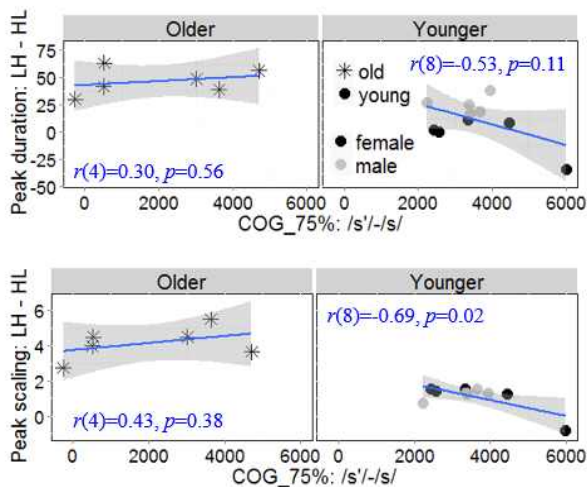 Older
Younger
Peak duration: LH - HL
75
50
25
0
-50
r(4)=0.30, p=0.56
r(8)=-0.53, p=0.11
old
young
female
male
0
2000
4000
6000
0
2000
4000
6000
COG_75%: /s'/-/s/
Older
Younger
Peak scaling: LH - HL
6
4
2
0
r(4)=0.43, p=0.38
r(8)=-0.69, p=0.02
0
2000
4000
6000
0
2000
4000
6000
COG_75%: /s'/-/s/